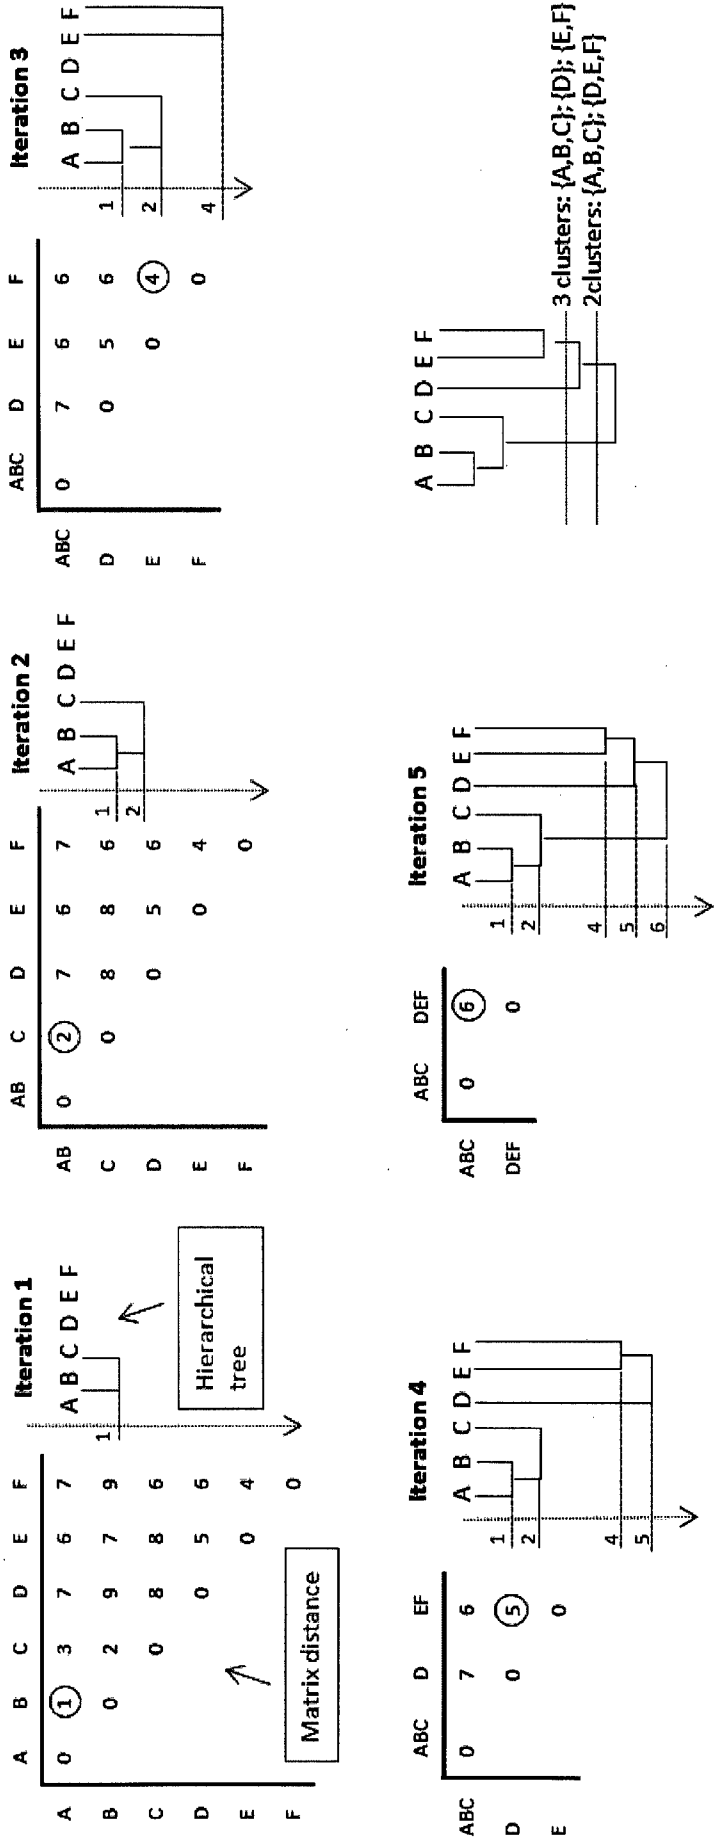 Iteration 1
A B C D E F
A 0 1 3 7 6 7
B 0 2 9 7 9
C 0 8 8 6
D 0 5 6
E 0 4
F 0
A B C D E F
1
Hierarchical
tree
Matrix distance
Iteration 2
AB C D E F
AB 0 2 7 6 7
C 0 8 8 6
D 0 5 6
E 0 4
F 0
A B C D E F
1
2
Iteration 3
ABC D E F
ABC 0 7 6 6
D 0 5 6
E 0 4
F 0
A B C D E F
1
2
4
Iteration 4
ABC D EF
ABC 0 7 6
D 0 5
E 0
A B C D E F
1
2
4
5
Iteration 5
ABC DEF
ABC 0 6
DEF 0
A B C D E F
1
2
4
5
6
A B C D E F
3 clusters: {A,B,C}; {D}; {E,F}
2clusters: {A,B,C}; {D,E,F}